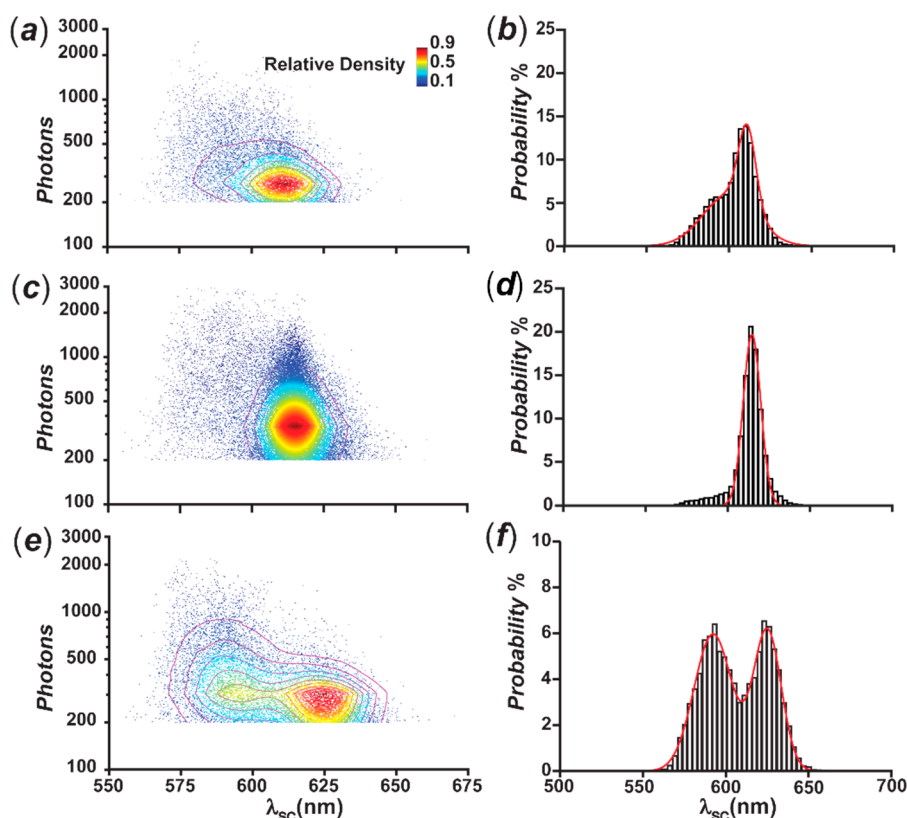 (a)
3000
2000
1000
500
200
100
Photons
Relative Density
0.9
0.5
0.1
(b)
25
20
15
10
5
0
Probability %
(c)
3000
2000
1000
500
200
100
Photons
(d)
25
20
15
10
5
0
Probability %
(e)
3000
2000
1000
500
200
100
Photons
550 575 600 625 650 675
λSC(nm)
(f)
10
8
6
4
2
0
Probability %
500 550 600 650 700
λSC(nm)